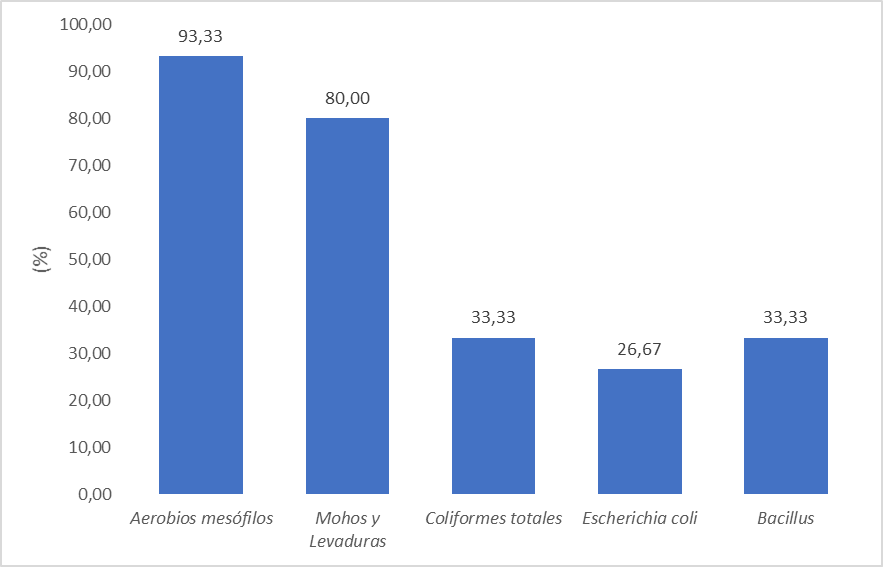 100,00
90,00
80,00
70,00
60,00
50,00
40,00
30,00
20,00
10,00
0,00
(%)
93,33
80,00
33,33
26,67
33,33
Aerobios mesófilos
Mohos y
Levaduras
Coliformes totales
Escherichia coli
Bacillus